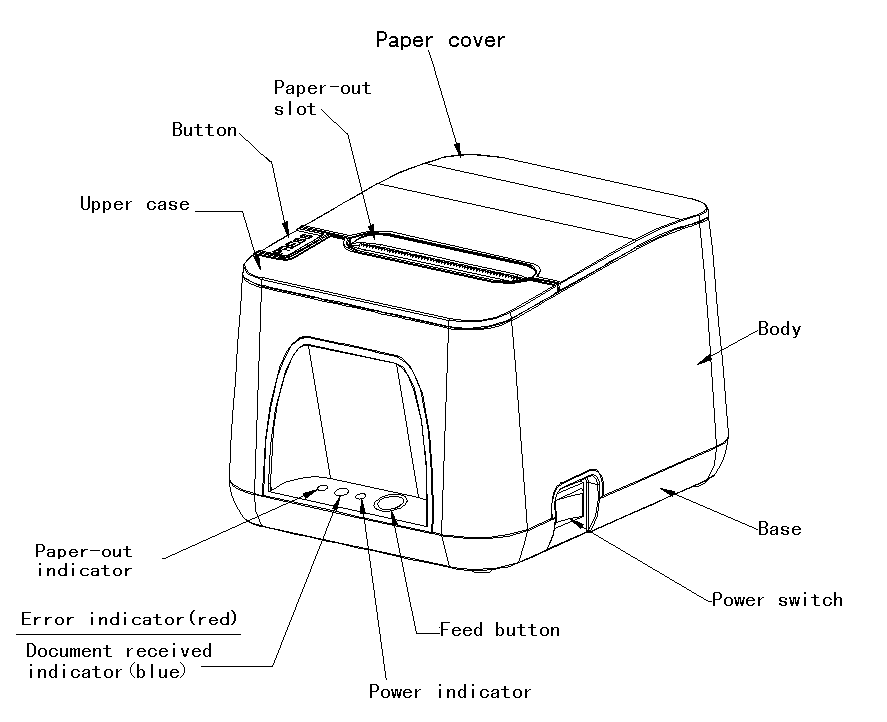 Paper cover
Paper-out
slot
Button
Upper case
Body
Base
Paper-out
indicator
Power switch
Error indicator(red)
Feed button
Document received
indicator(blue)
Power indicator